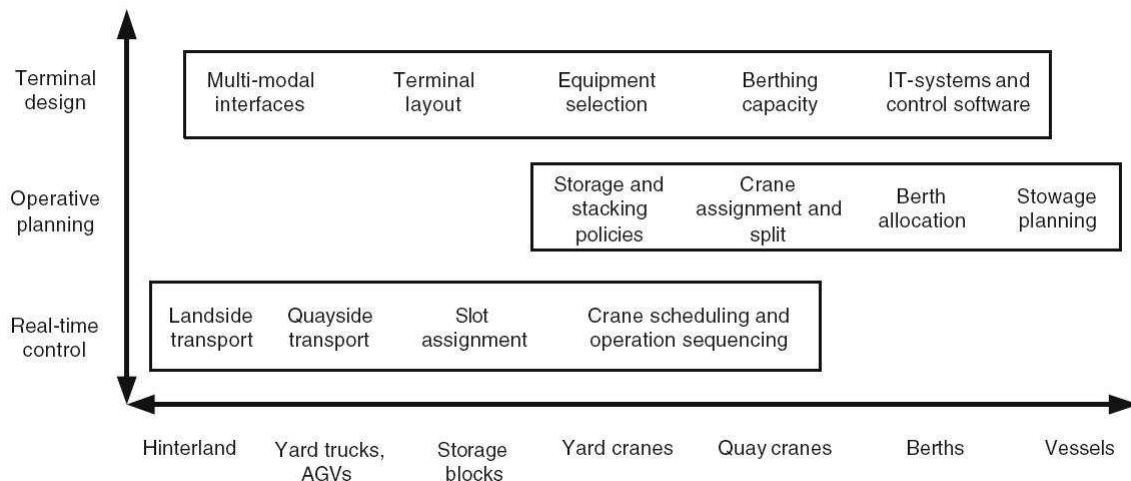 Terminal
design
Multi-modal
interfaces
Terminal
layout
Equipment
selection
Berthing
capacity
IT-systems and
control software
Operative
planning
Storage and
stacking
policies
Crane
assignment and
split
Berth
allocation
Stowage
planning
Real-time
control
Landside
transport
Quayside
transport
Slot
assignment
Crane scheduling and
operation sequencing
Hinterland
Yard trucks,
AGVs
Storage
blocks
Yard cranes
Quay cranes
Berths
Vessels